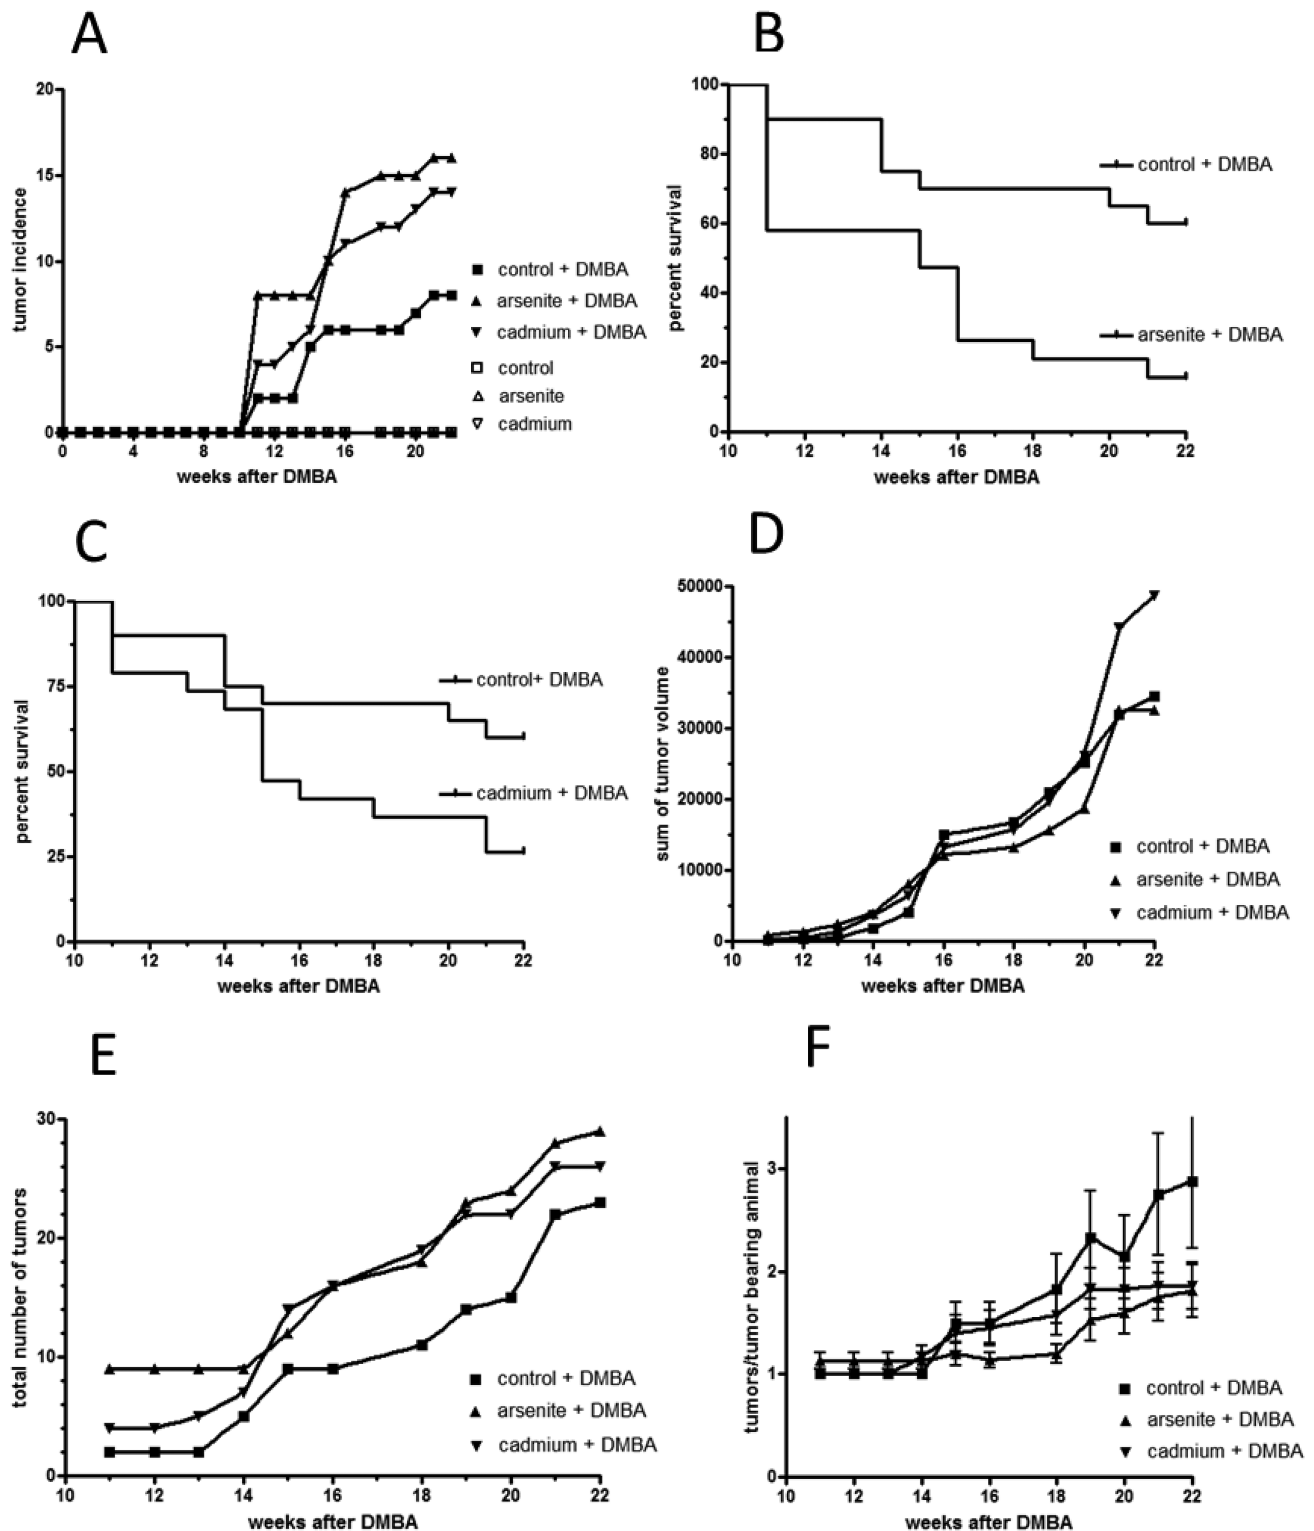 A
20
15
10
5
0
tumor incidence
0 4 8 12 16 20
weeks after DMBA
control + DMBA
arsenite + DMBA
cadmium + DMBA
control
arsenite
cadmium
B
100
80
60
40
20
0
percent survival
10 12 14 16 18 20 22
weeks after DMBA
control + DMBA
arsenite + DMBA
C
100
75
50
25
0
percent survival
10 12 14 16 18 20 22
weeks after DMBA
control+ DMBA
cadmium + DMBA
D
50000
40000
30000
20000
10000
0
sum of tumor volume
10 12 14 16 18 20 22
weeks after DMBA
control + DMBA
arsenite + DMBA
cadmium + DMBA
E
30
20
10
0
total number of tumors
10 12 14 16 18 20 22
weeks after DMBA
control + DMBA
arsenite + DMBA
cadmium + DMBA
F
3
2
1
0
tumors/tumor bearing animal
10 12 14 16 18 20 22
weeks after DMBA
control + DMBA
arsenite + DMBA
cadmium + DMBA